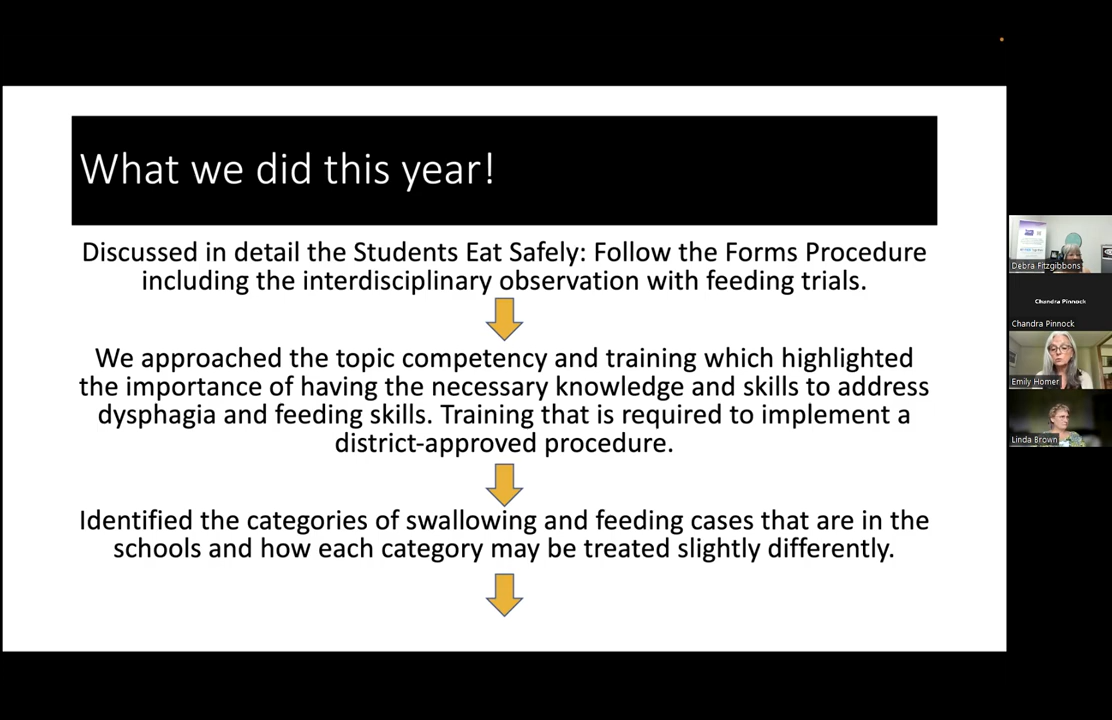 What we did this year!
Discussed in detail the Students Eat Safely: Follow the Forms Procedure
including the interdisciplinary observation with feeding trials.
We approached the topic competency and training which highlighted
the importance of having the necessary knowledge and skills to address
dysphagia and feeding skills. Training that is required to implement a
district-approved procedure.
Identified the categories of swallowing and feeding cases that are in the
schools and how each category may be treated slightly differently.
Debra Fitzgibbons
Chandra Pinnock
Chandra Pinnock
Emily Homer
Linda Brown